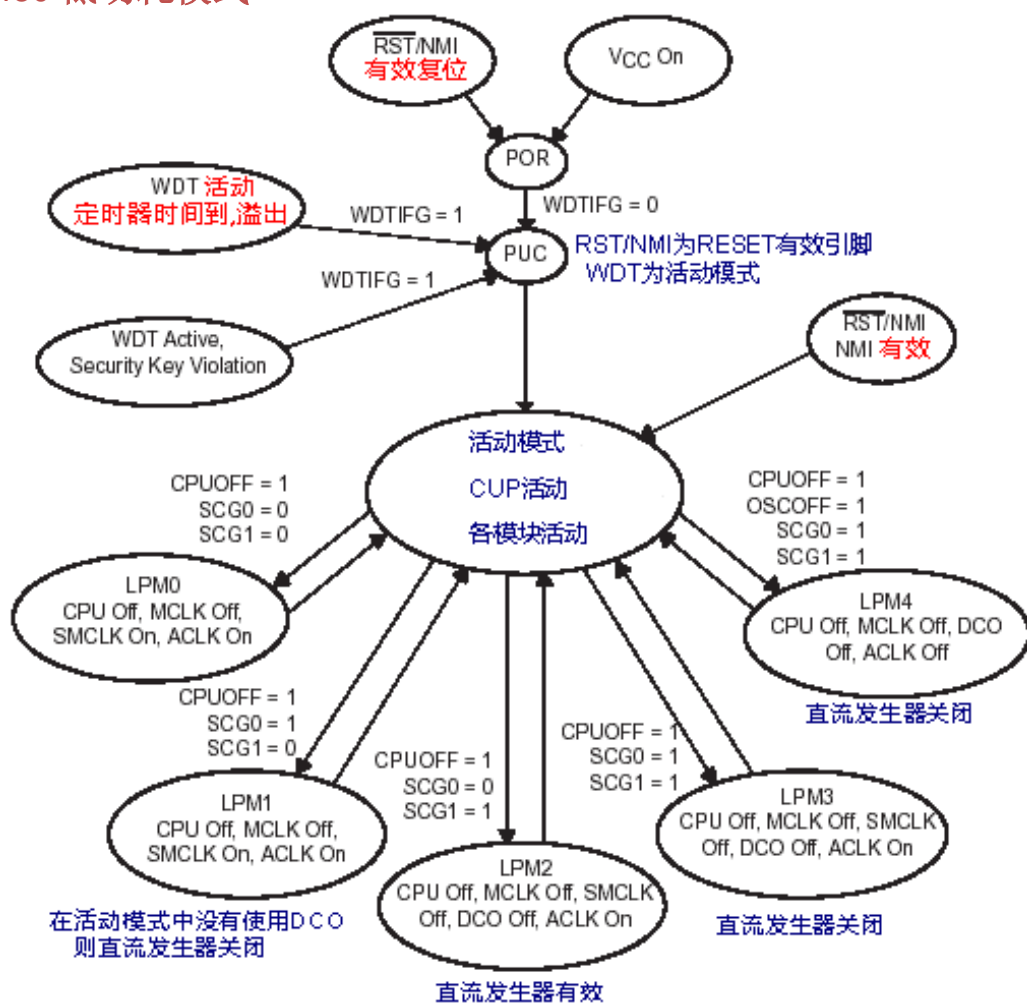 低功耗模式
RST/NMI
有效复位
VCC On
POR
WDT 活动
定时器时间到,溢出
WDTIFG = 1
WDTIFG = 0
PUC
RST/NMI为RESET有效引脚
WDT为活动模式
WDTIFG = 1
WDT Active,
Security Key Violation
RST/NMI
NMI 有效
活动模式
CUP活动
各模块活动
CPUOFF = 1
SCG0 = 0
SCG1 = 0
CPUOFF = 1
OSCOFF = 1
SCG0 = 1
SCG1 = 1
LPM0
CPU Off, MCLK Off,
SMCLK On, ACLK On
LPM4
CPU Off, MCLK Off, DCO
Off, ACLK Off
直流发生器关闭
CPUOFF = 1
SCG0 = 1
SCG1 = 0
CPUOFF = 1
SCG0 = 0
SCG1 = 1
CPUOFF = 1
SCG0 = 1
SCG1 = 1
LPM1
CPU Off, MCLK Off,
SMCLK On, ACLK On
在活动模式中没有使用DCO
则直流发生器关闭
LPM2
CPU Off, MCLK Off, SMCLK
Off, DCO Off, ACLK On
直流发生器有效
LPM3
CPU Off, MCLK Off, SMCLK
Off, DCO Off, ACLK On
直流发生器关闭